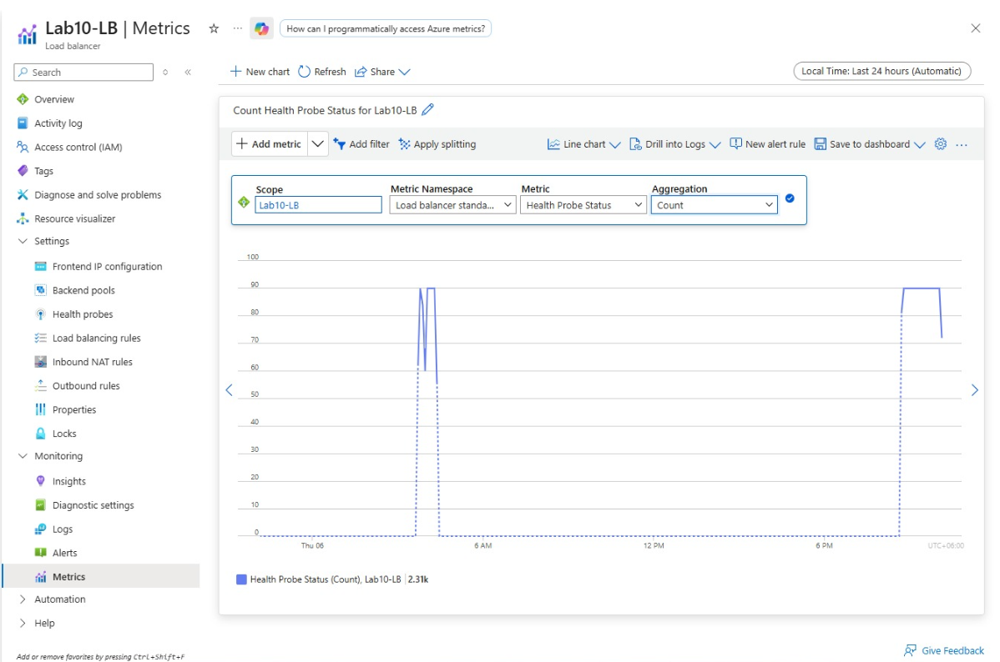 Lab10-LB | Metrics
How can I programmatically access Azure metrics?
Load balancer
Search
New chart Refresh Share
Local Time: Last 24 hours (Automatic)
Overview
Activity log
Access control (IAM)
Tags
Diagnose and solve problems
Resource visualizer
Settings
Frontend IP configuration
Backend pools
Health probes
Load balancing rules
Inbound NAT rules
Outbound rules
Properties
Locks
Monitoring
Insights
Diagnostic settings
Logs
Alerts
Metrics
Automation
Help
Add or remove favorites by pressing Ctrl+Shift+F
Count Health Probe Status for Lab10-LB
Add metric Add filter Apply splitting Line chart Drill into Logs New alert rule Save to dashboard
Scope Metric Namespace Metric Aggregation
Lab10-LB Load balancer standa... Health Probe Status Count
100
90
80
70
60
50
40
30
20
10
0
Thu 06 6 AM 12 PM 6 PM UTC+06:00
Health Probe Status (Count), Lab10-LB | 2.31k
Give Feedback